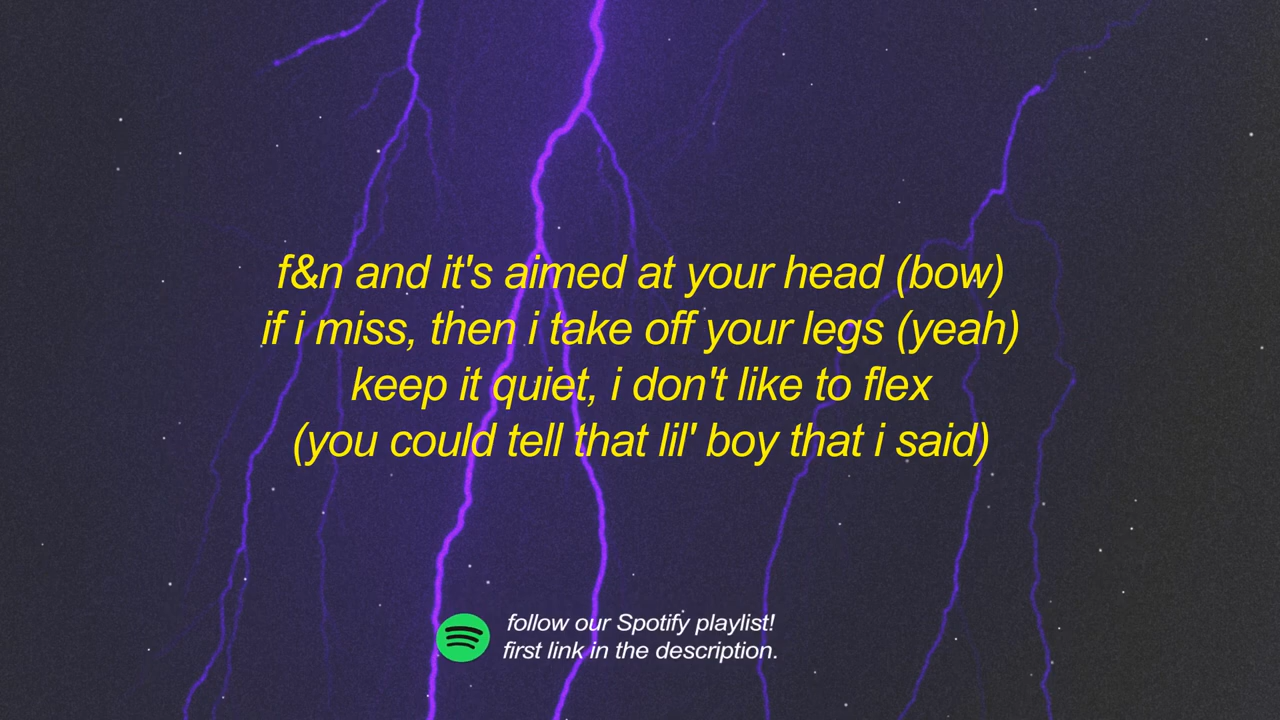 f&n and it's aimed at your head (bow)
if i miss, then i take off your legs (yeah)
keep it quiet, i don't like to flex
(you could tell that lil' boy that i said)
follow our Spotify playlist!
first link in the description.